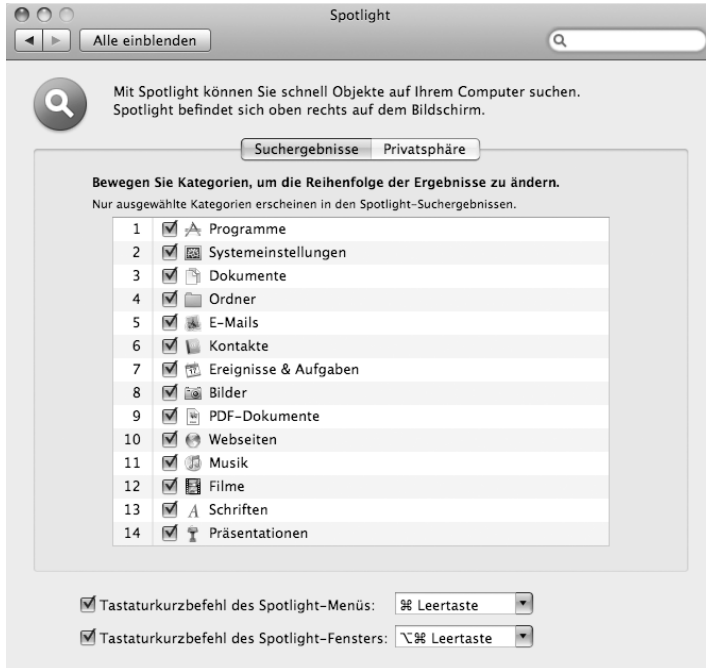 Spotlight
Alle einblenden
Mit Spotlight können Sie schnell Objekte auf Ihrem Computer suchen.
Spotlight befindet sich oben rechts auf dem Bildschirm.
Suchergebnisse Privatsphäre
Bewegen Sie Kategorien, um die Reihenfolge der Ergebnisse zu ändern.
Nur ausgewählte Kategorien erscheinen in den Spotlight-Suchergebnissen.
1 Programme
2 Systemeinstellungen
3 Dokumente
4 Ordner
5 E-Mails
6 Kontakte
7 Ereignisse & Aufgaben
8 Bilder
9 PDF-Dokumente
10 Webseiten
11 Musik
12 Filme
13 Schriften
14 Präsentationen
Tastaturkurzbefehl des Spotlight-Menüs: ⌘ Leertaste
Tastaturkurzbefehl des Spotlight-Fensters: ⌥⌘ Leertaste